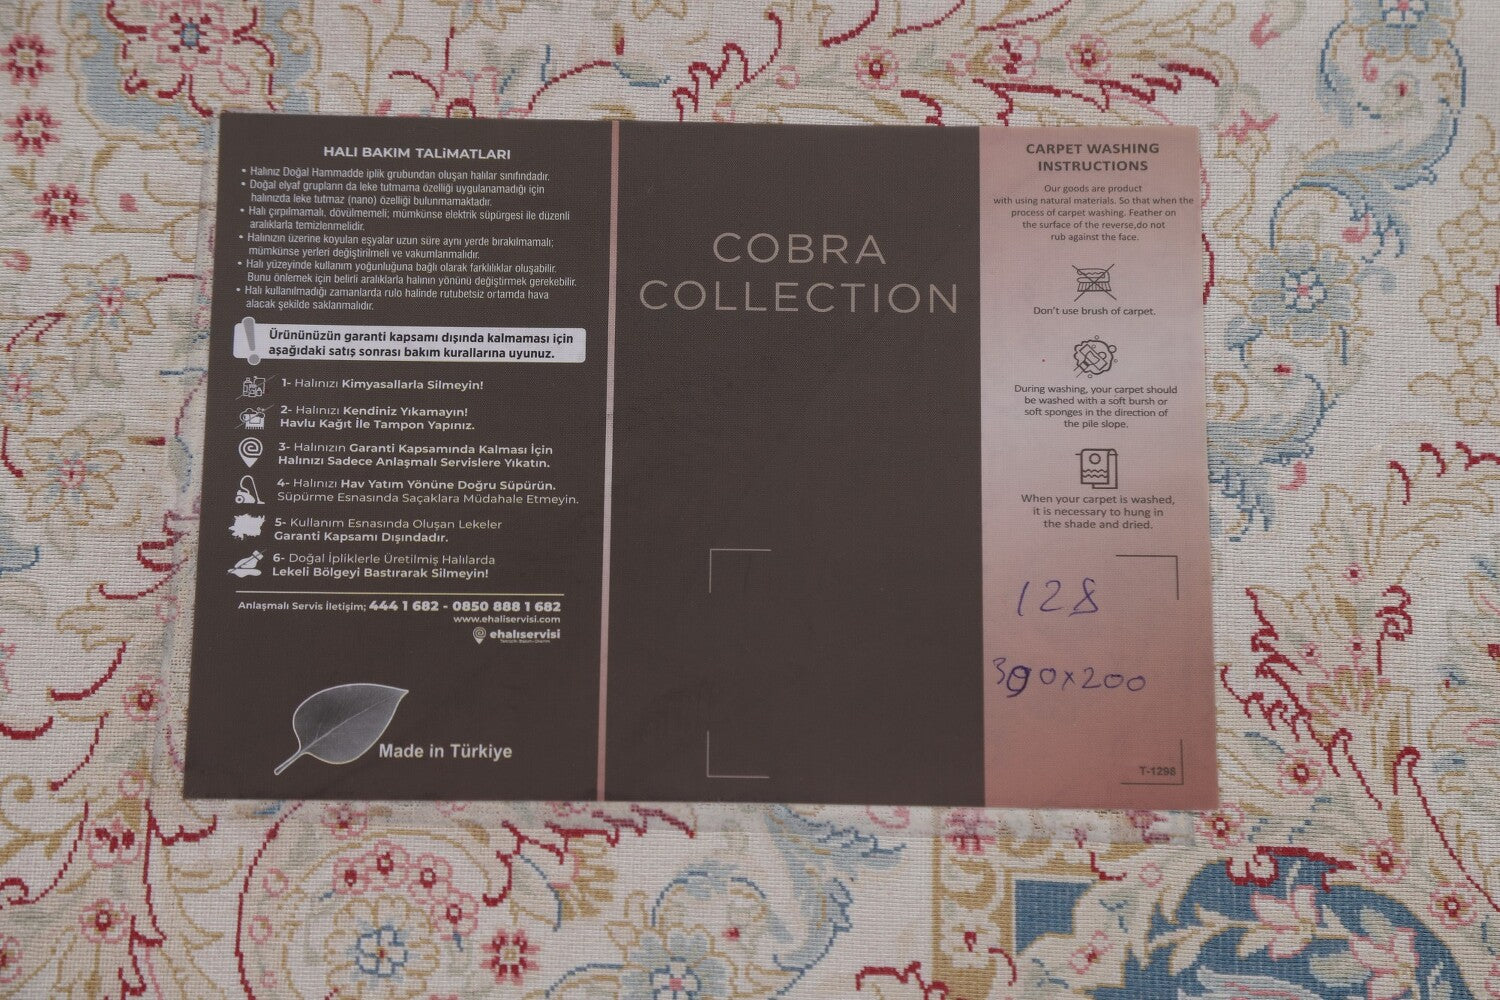 HALI BAKIM TALİMATLARI
• Halınız Doğal Hammadde iplik grubundan oluşan halılar sınıfındadır.
• Doğal elyaf grupların da leke tutmama özelliği uygulanamadığı için
halınızda leke tutmaz (nano) özelliği bulunmamaktadır.
• Halı çırpılmamalı, dövülmemeli; mümkünse elektrik süpürgesi ile düzenli
aralıklarla temizlenmelidir.
• Halınızın üzerine koyulan eşyalar uzun süre aynı yerde bırakılmamalı;
mümkünse yerleri değiştirilmeli ve vakumlanmalıdır.
• Halı yüzeyinde kullanım yoğunluğuna bağlı olarak farklılıklar oluşabilir.
Bunu önlemek için belirli aralıklarla halının yönünü değiştirmek gerekebilir.
• Halı kullanılmadığı zamanlarda rulo halinde rutubetsiz ortamda hava
alacak şekilde saklanmalıdır.
Ürününüzün garanti kapsamı dışında kalmaması için
aşağıdaki satış sonrası bakım kurallarına uyunuz.
1- Halınızı Kimyasallarla Silmeyin!
2- Halınızı Kendiniz Yıkamayın!
Havlu Kağıt İle Tampon Yapınız.
3- Halınızın Garanti Kapsamında Kalması İçin
Halınızı Sadece Anlaşmalı Servislere Yıkatın.
4- Halınızı Hav Yatım Yönüne Doğru Süpürün.
Süpürme Esnasında Saçaklara Müdahale Etmeyin.
5- Kullanım Esnasında Oluşan Lekeler
Garanti Kapsamı Dışındadır.
6- Doğal İpliklerle Üretilmiş Halılarda
Lekeli Bölgeyi Bastırarak Silmeyin!
Anlaşmalı Servis İletişim; 444 1 682 - 0850 888 1 682
www.ehaliservisi.com
ehalıservisi
Made in Türkiye
COBRA
COLLECTION
CARPET WASHING
INSTRUCTIONS
Our goods are product
with using natural materials. So that when the
process of carpet washing. Feather on
the surface of the reverse,do not
rub against the face.
Don't use brush of carpet.
During washing, your carpet should
be washed with a soft bursh or
soft sponges in the direction of
the pile slope.
When your carpet is washed,
it is necessary to hung in
the shade and dried.
128
300x200
T-1298